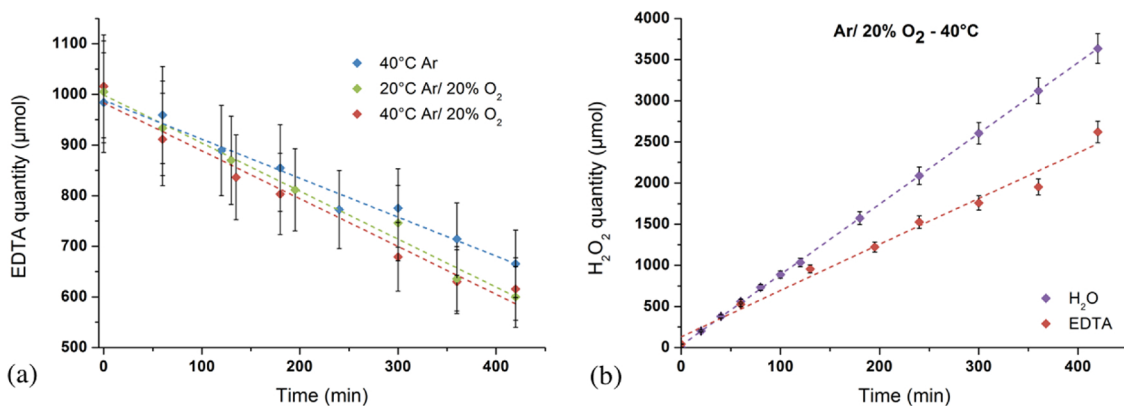 1100
1000
900
800
700
600
500
EDTA quantity (µmol)
40°C Ar
20°C Ar/ 20% O₂
40°C Ar/ 20% O₂
0
100
200
300
400
Time (min)
(a)
4000
3500
3000
2500
2000
1500
1000
500
0
H₂O₂ quantity (µmol)
Ar/ 20% O₂ - 40°C
H₂O
EDTA
0
100
200
300
400
Time (min)
(b)